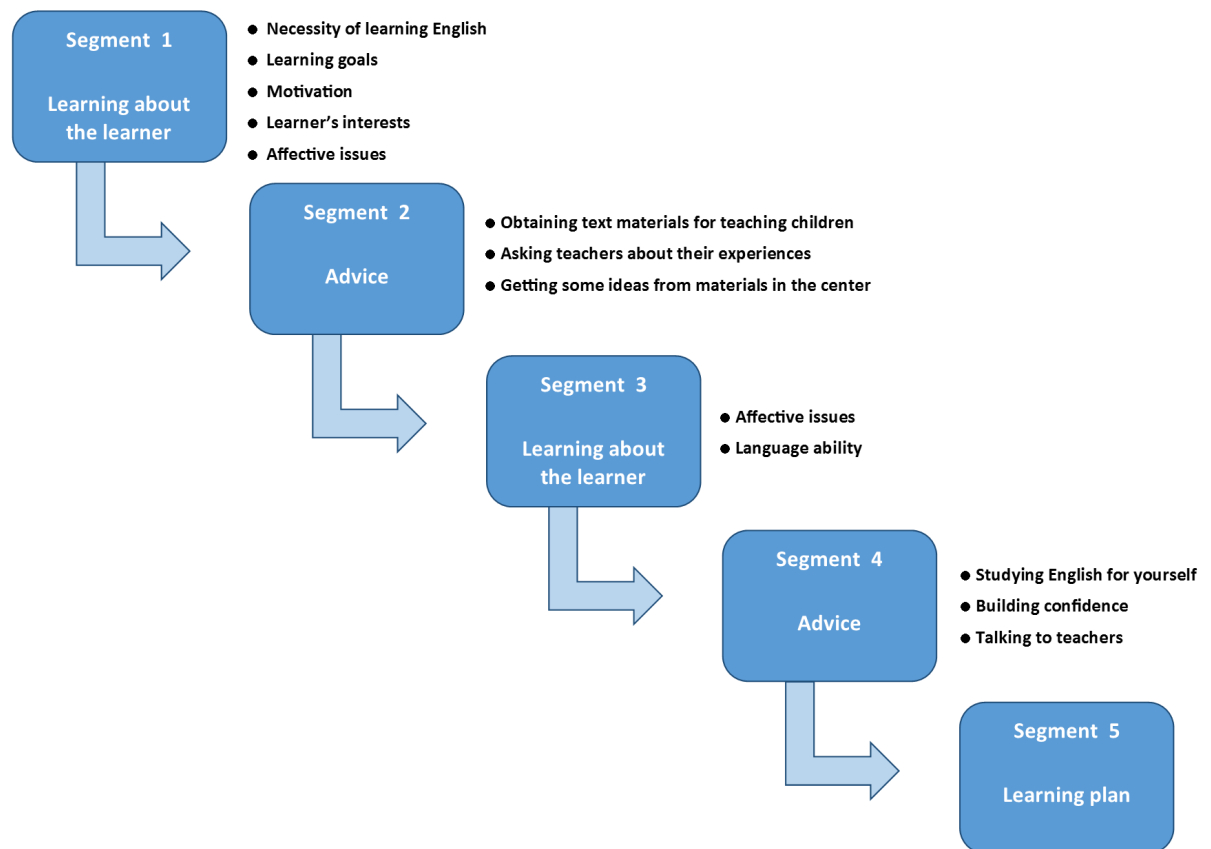 Segment 1
Learning about
the learner
● Necessity of learning English
● Learning goals
● Motivation
● Learner’s interests
● Affective issues
Segment 2
Advice
● Obtaining text materials for teaching children
● Asking teachers about their experiences
● Getting some ideas from materials in the center
Segment 3
Learning about
the learner
● Affective issues
● Language ability
Segment 4
Advice
● Studying English for yourself
● Building confidence
● Talking to teachers
Segment 5
Learning plan